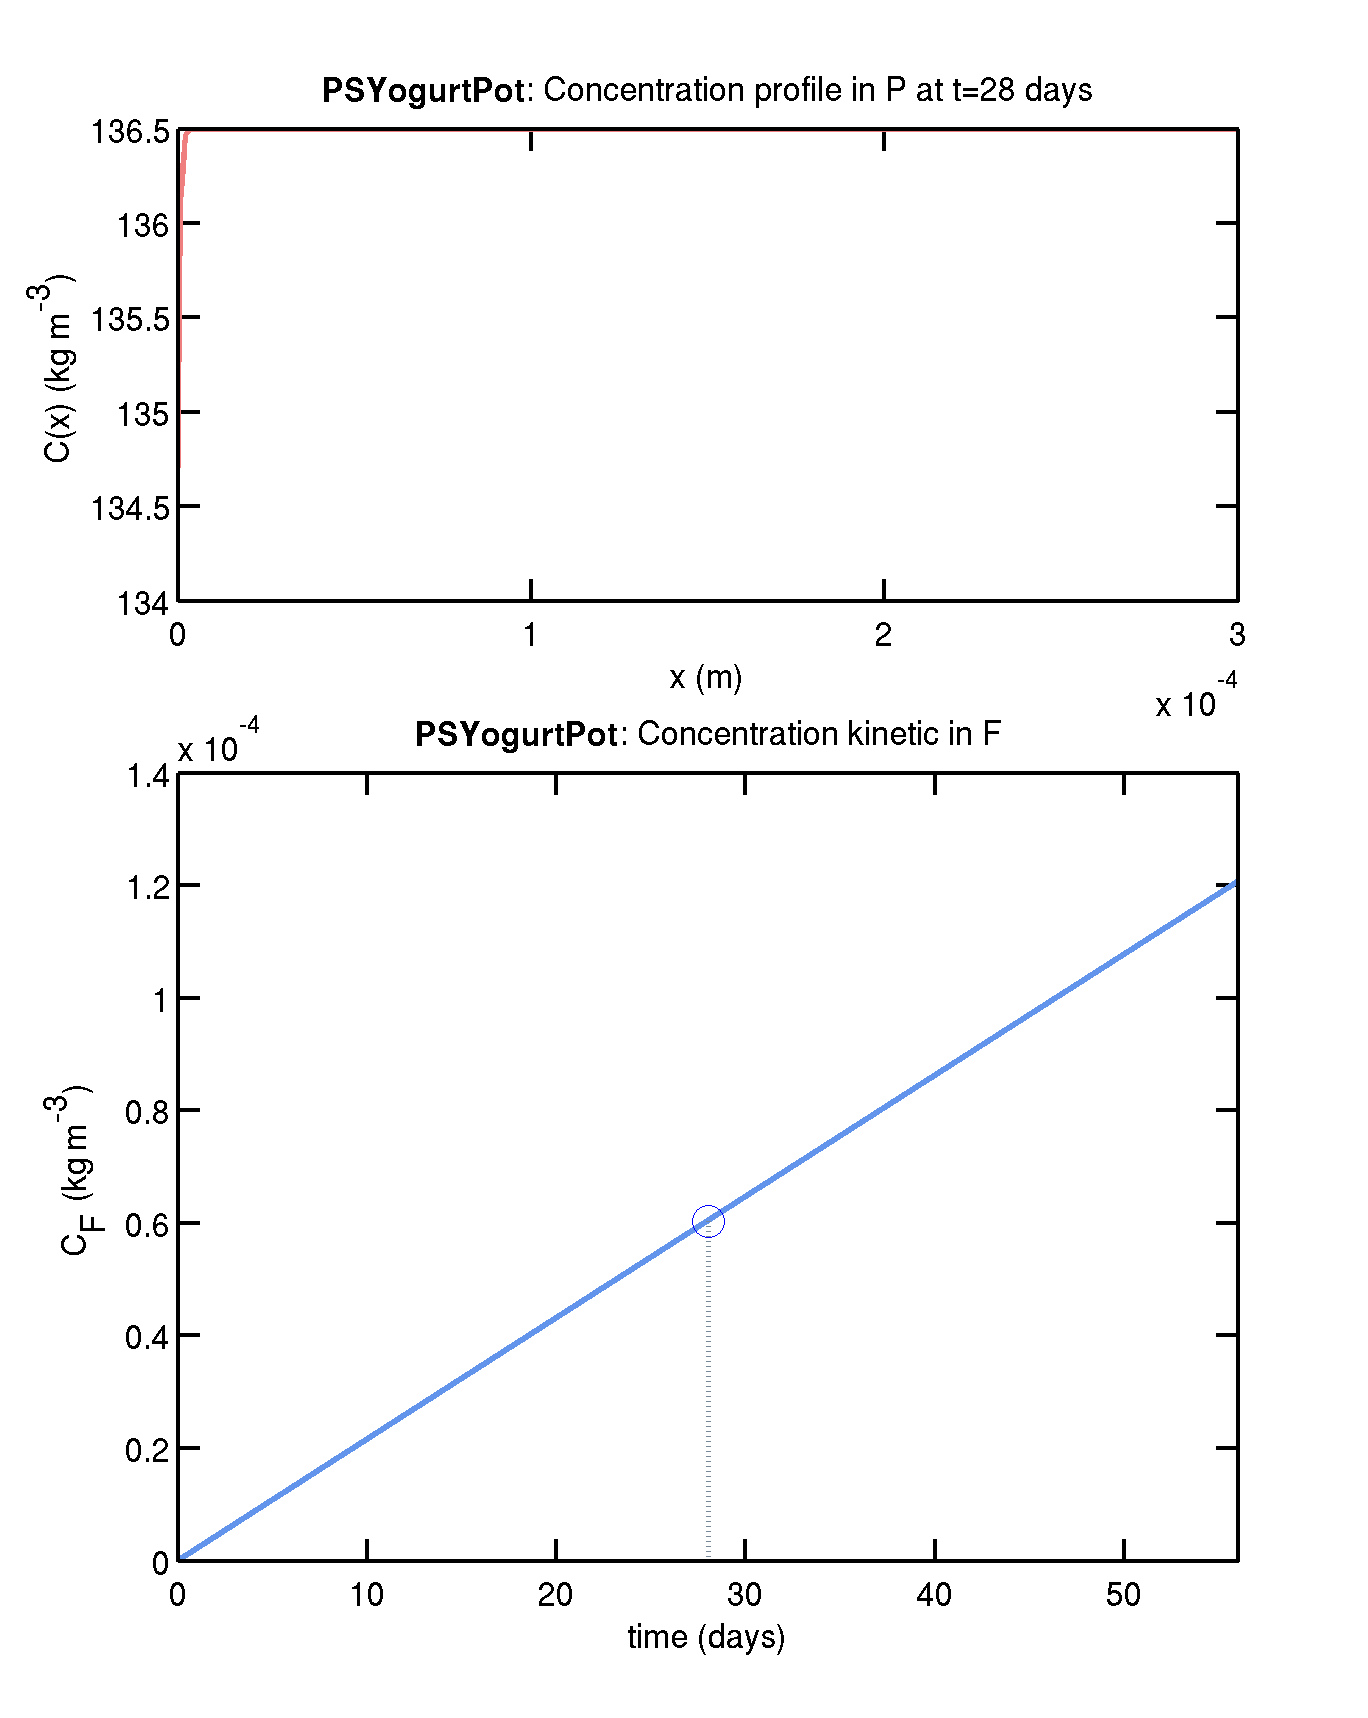 PSYogurtPot: Concentration profile in P at t=28 days
136.5
136
135.5
135
134.5
134
C(x) (kg m-3)
0 1 2 3
x (m)
x 10-4
PSYogurtPot: Concentration kinetic in F
x 10-4
1.4
1.2
1
0.8
0.6
0.4
0.2
0
CF (kg m-3)
0 10 20 30 40 50
time (days)